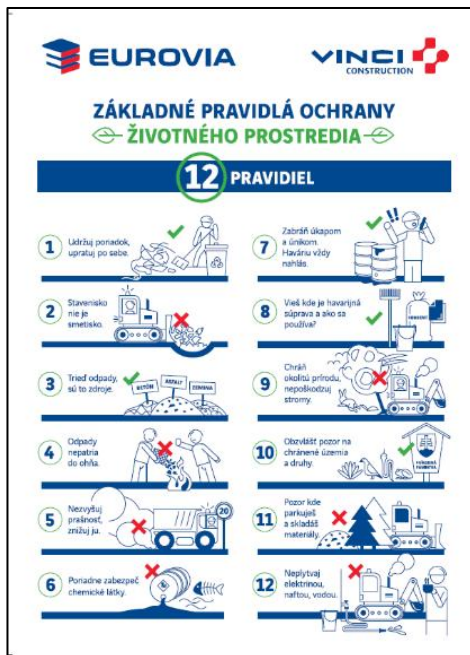 EUROVIA
VINCI
CONSTRUCTION
ZÁKLADNÉ PRAVIDLÁ OCHRANY
ŽIVOTNÉHO PROSTREDIA
12 PRAVIDIEL
1 Udržuj poriadok,
upratuj po sebe.
2 Stavenisko
nie je
smetisko.
3 Trieď odpady,
sú to zdroje.
BETÓN ASFALT ZEMINA
4 Odpady
nepatria
do ohňa.
5 Nezvyšuj
prašnosť,
znižuj ju.
20
6 Poriadne zabezpeč
chemické látky.
7 Zabráň úkapom
a únikom.
Haváriu vždy
nahlás.
8 Vieš kde je havarijná
súprava a ako sa
používa?
9 Chráň
okolitú prírodu,
nepoškodzuj
stromy.
10 Obzvlášť pozor na
chránené územia
a druhy.
PRÍRODNÁ
PAMIATKA
11 Pozor kde
parkuješ
a skladáš
materiály.
12 Neplytvaj
elektrinou,
naftou, vodou.